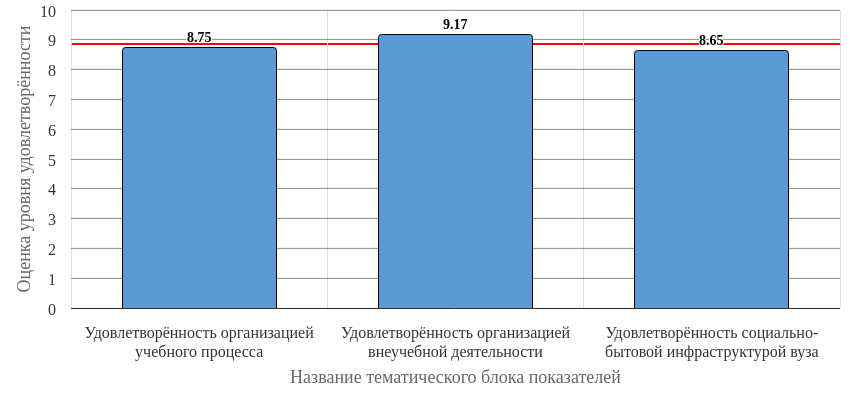 Оценка уровня удовлетворённости
10
9
8
7
6
5
4
3
2
1
0
8.75
9.17
8.65
Удовлетворённость организацией
учебного процесса
Удовлетворённость организацией
внеучебной деятельности
Удовлетворённость социально-
бытовой инфраструктурой вуза
Название тематического блока показателей